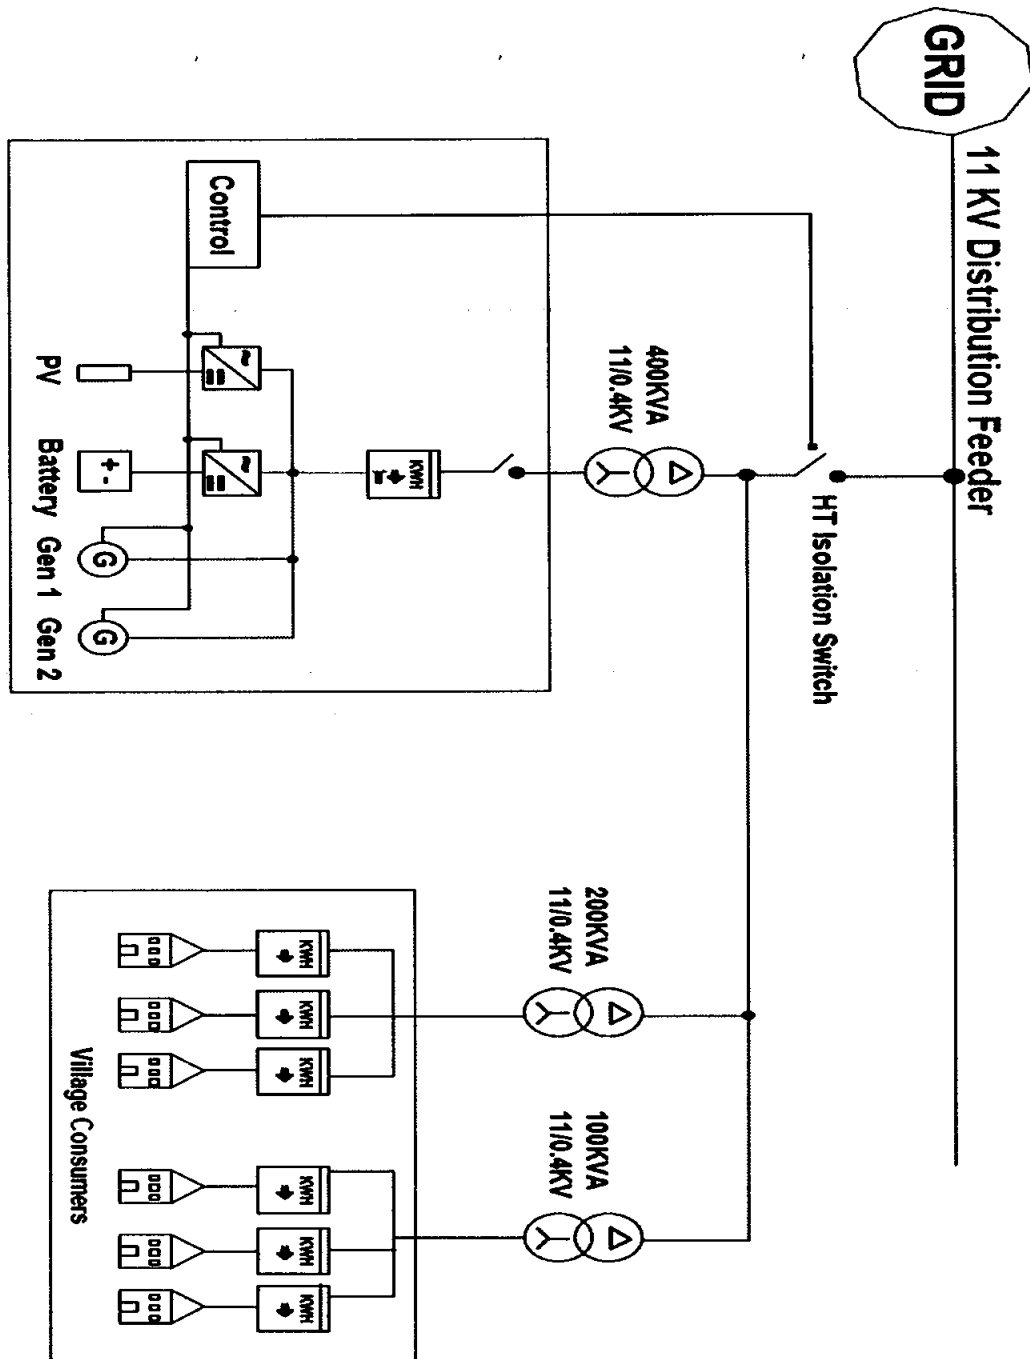 GRID
11 KV Distribution Feeder
HT Isolation Switch
400KVA
11/0.4KV
200KVA
11/0.4KV
100KVA
11/0.4KV
Control
KWH
PV
Battery
+
-
Gen 1
G
Gen 2
G
KWH
KWH
KWH
KWH
KWH
KWH
Village Consumers